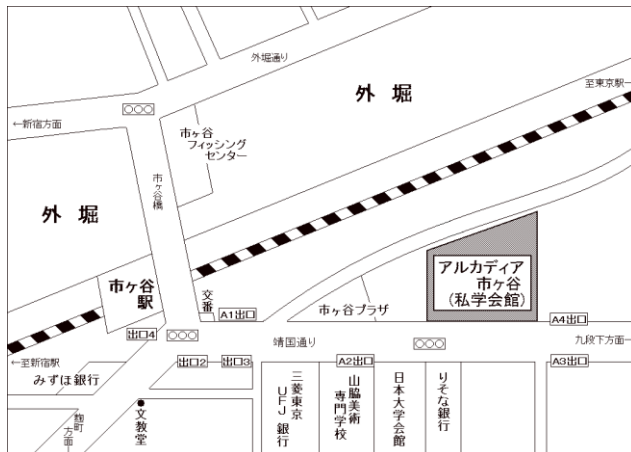 外堀通り
外堀
至東京駅→
←新宿方面
市ヶ谷
フィッシング
センター
市ヶ谷橋
外堀
アルカディア
市ヶ谷
(私学会館)
市ヶ谷
駅
交番
A1出口
市ヶ谷プラザ
A4出口
出口4
靖国通り
九段下方面→
←至新宿駅
出口2
出口3
A2出口
A3出口
みずほ銀行
麹町
方面
文教堂
三菱東京
UFJ銀行
山脇美術
専門学校
日本大学会館
りそな銀行